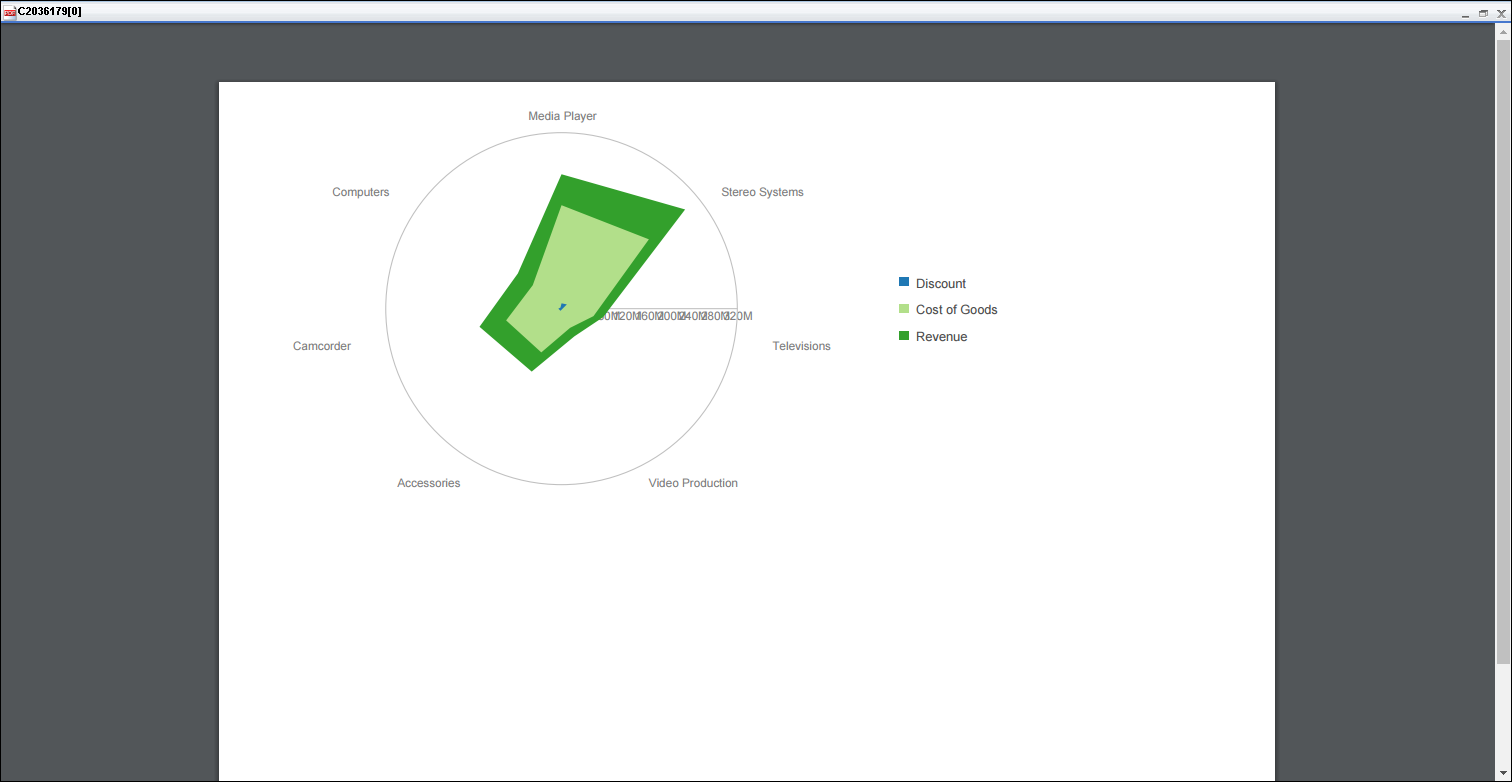 C2036179[0]
Media Player
Computers
Stereo Systems
Discount
Cost of Goods
120M 160M 200M 240M 280M 320M
Revenue
Camcorder
Televisions
Accessories
Video Production